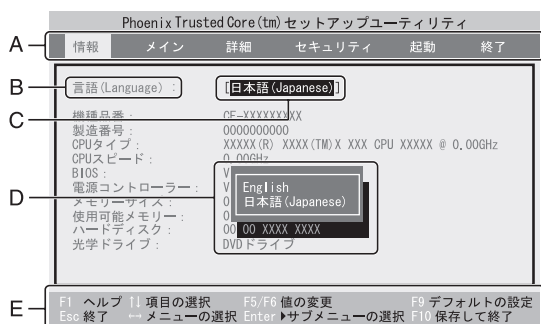 Phoenix Trusted Core(tm) セットアップユーティリティ
A 情報 メイン 詳細 セキュリティ 起動 終了
B 言語(Language) : [日本語(Japanese)]
C
機種品番 : CF-XXXXXXXX
製造番号 : 0000000000
CPUタイプ : XXXXX(R) XXXX(TM)X XXX CPU XXXXX @ 0.00GHz
CPUスピード : 0.00GHz
BIOS : V
電源コントローラー : V
D English
日本語(Japanese)
メモリーサイズ : 0
使用可能メモリー : 0
ハードディスク : 00 00 XXXX XXXX
光学ドライブ : DVDドライブ
E F1 ヘルプ ↑↓ 項目の選択 F5/F6 値の変更 F9 デフォルトの設定
Esc 終了 ←→ メニューの選択 Enter ▶サブメニューの選択 F10 保存して終了